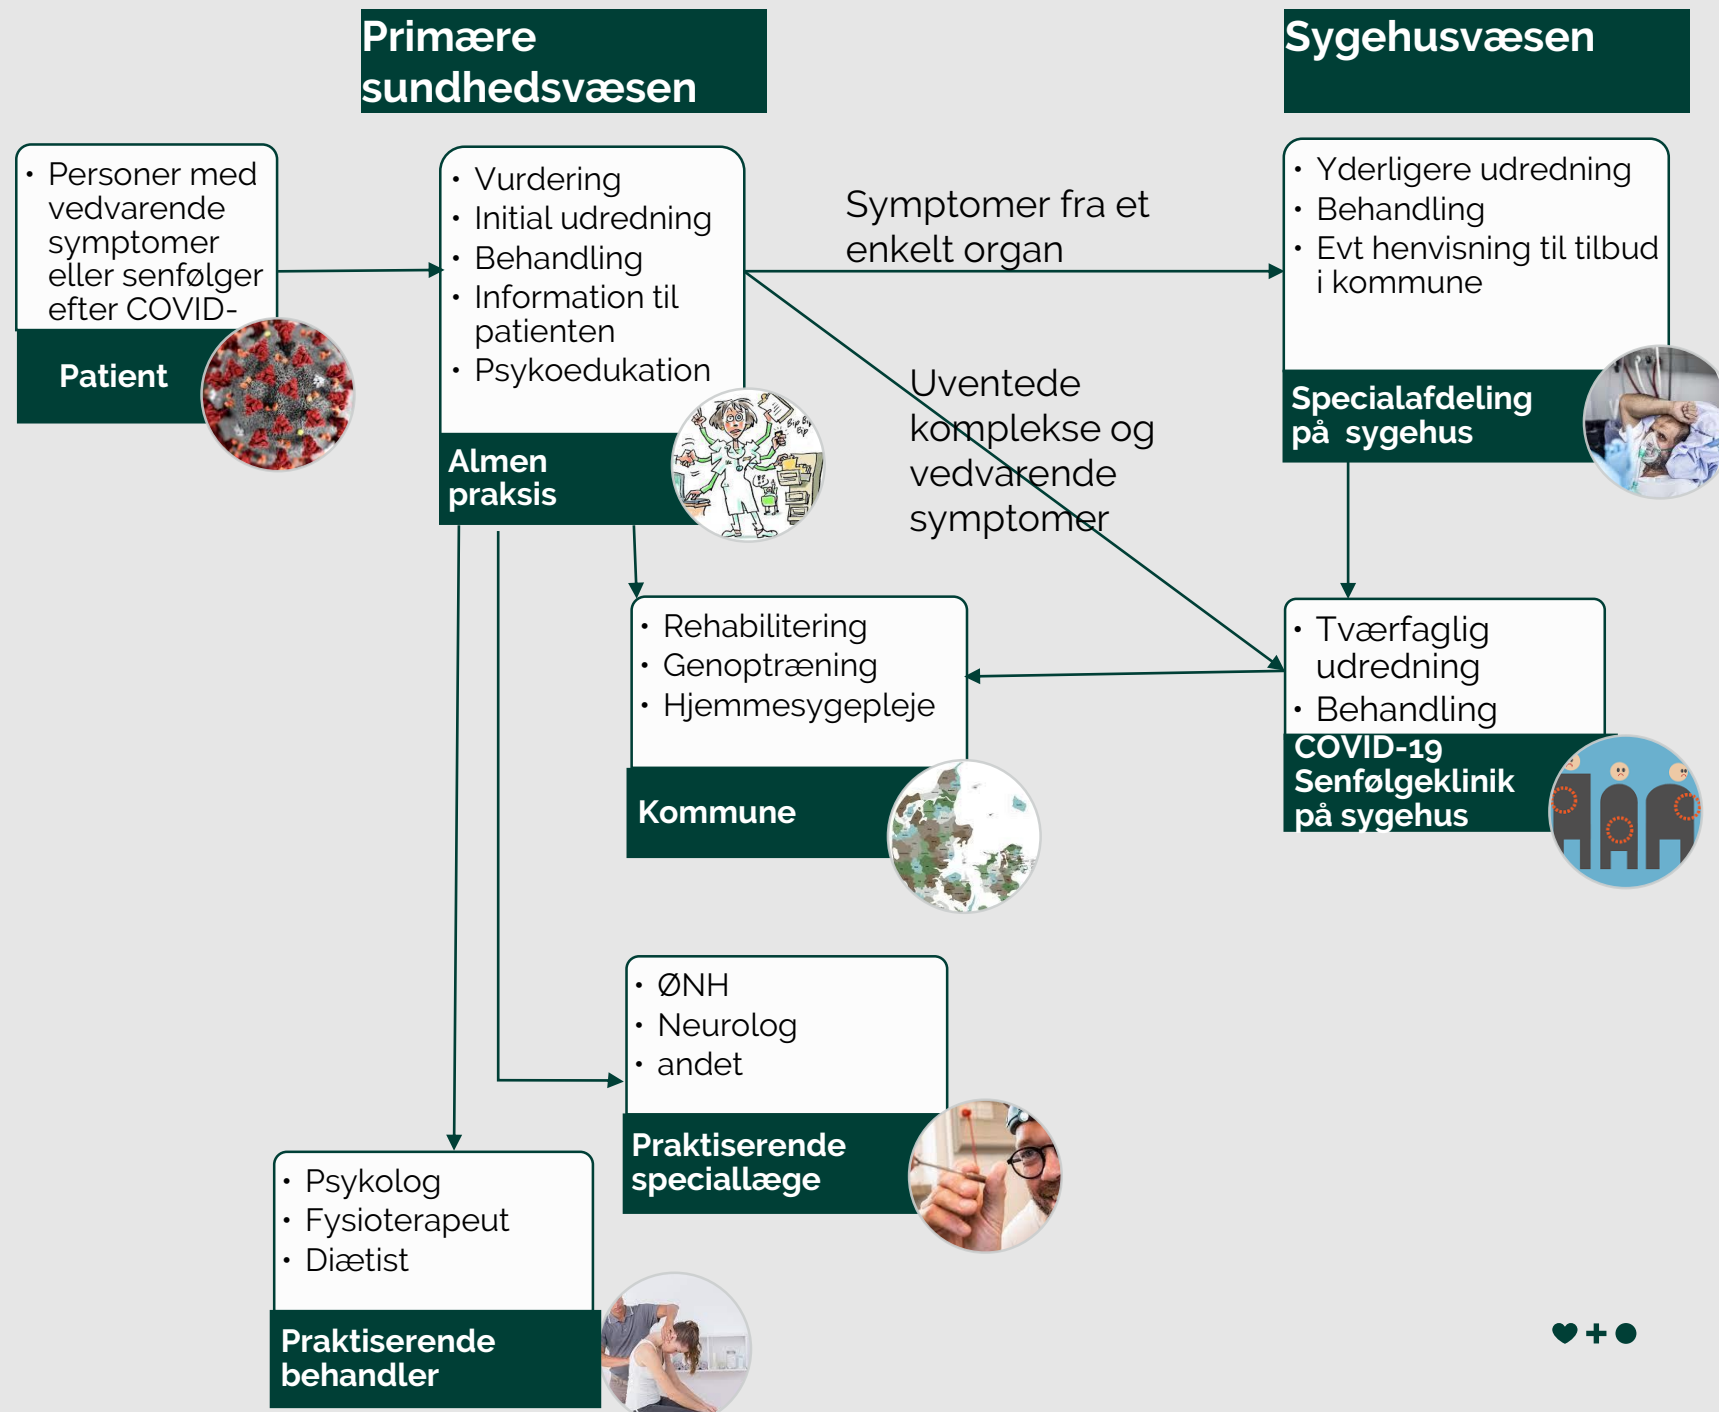 Primære
sundhedsvæsen
Sygehusvæsen
• Personer med
vedvarende
symptomer
eller senfølger
efter COVID-
Patient
• Vurdering
• Initial udredning
• Behandling
• Information til
patienten
• Psykoedukation
Almen
praksis
Bip Bip
Bip
Symptomer fra et
enkelt organ
Uventede
komplekse og
vedvarende
symptomer
• Yderligere udredning
• Behandling
• Evt henvisning til tilbud
i kommune
Specialafdeling
på sygehus
• Rehabilitering
• Genoptræning
• Hjemmesygepleje
Kommune
• Tværfaglig
udredning
• Behandling
COVID-19
Senfølgeklinik
på sygehus
• ØNH
• Neurolog
• andet
Praktiserende
speciallæge
• Psykolog
• Fysioterapeut
• Diætist
Praktiserende
behandler